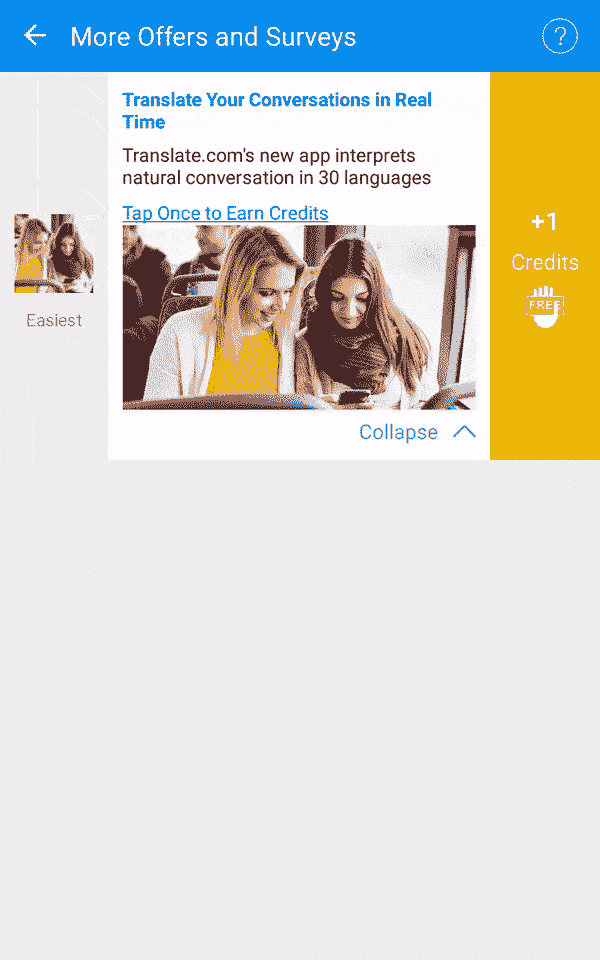 More Offers and Surveys
?
Translate Your Conversations in Real
Time
Translate.com's new app interprets
natural conversation in 30 languages
Tap Once to Earn Credits
Easiest
+1
Credits
FREE
Collapse